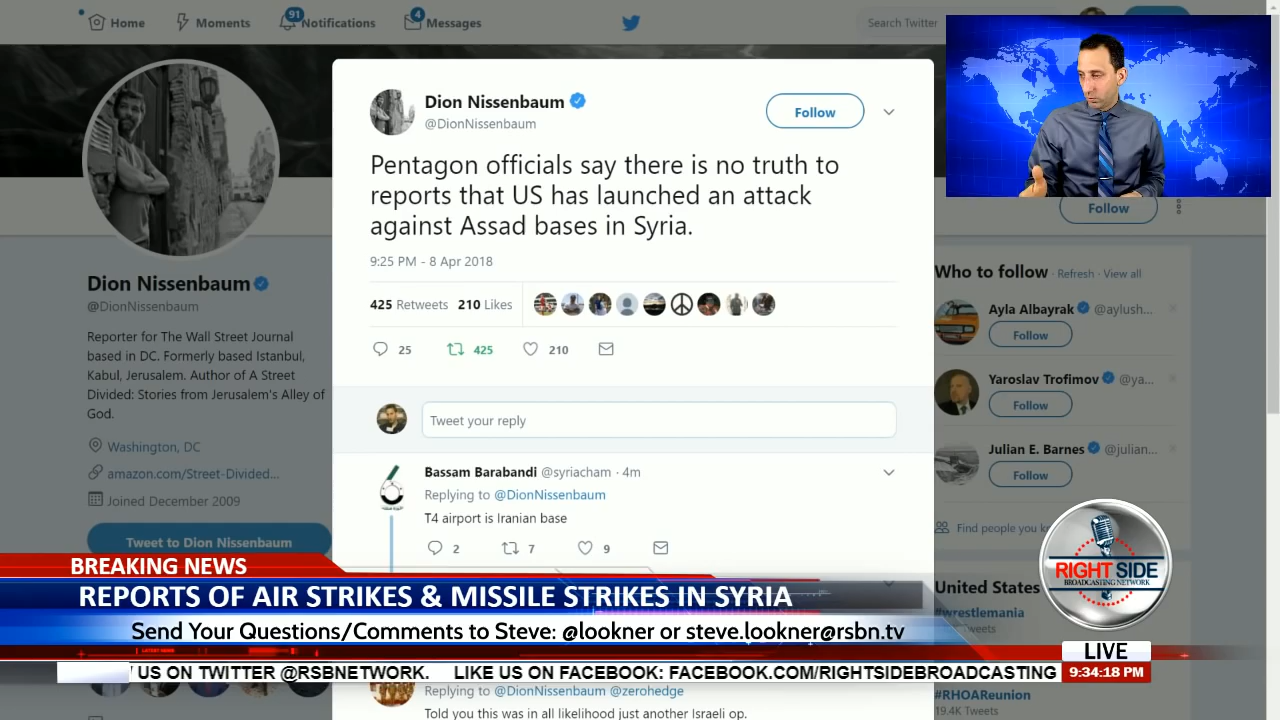 Home
Moments
91
Notifications
4
Messages
Search Twitter
Dion Nissenbaum
@DionNissenbaum
Follow
Pentagon officials say there is no truth to
reports that US has launched an attack
against Assad bases in Syria.
9:25 PM - 8 Apr 2018
425 Retweets 210 Likes
25 425 210
Tweet your reply
Bassam Barabandi @syriacham · 4m
Replying to @DionNissenbaum
T4 airport is Iranian base
2 7 9
Dion Nissenbaum
@DionNissenbaum
Reporter for The Wall Street Journal
based in DC. Formerly based Istanbul,
Kabul, Jerusalem. Author of A Street
Divided: Stories from Jerusalem's Alley of
God.
Washington, DC
amazon.com/Street-Divided...
Joined December 2009
Tweet to Dion Nissenbaum
Follow
Who to follow · Refresh · View all
Ayla Albayrak @aylush...
Follow
Yaroslav Trofimov @ya...
Follow
Julian E. Barnes @julian...
Follow
Find people you
United States
#wrestlemania
Tweets
#RHOAReunion
19.4K Tweets
RIGHT SIDE
BROADCASTING NETWORK
BREAKING NEWS
REPORTS OF AIR STRIKES & MISSILE STRIKES IN SYRIA
Send Your Questions/Comments to Steve: @lookner or steve.lookner@rsbn.tv
LATEST NEWS
LIVE
9:34:18 PM
US ON TWITTER @RSBNETWORK. LIKE US ON FACEBOOK: FACEBOOK.COM/RIGHTSIDEBROADCASTING
Replying to @DionNissenbaum @zerohedge
Told you this was in all likelihood just another Israeli op.